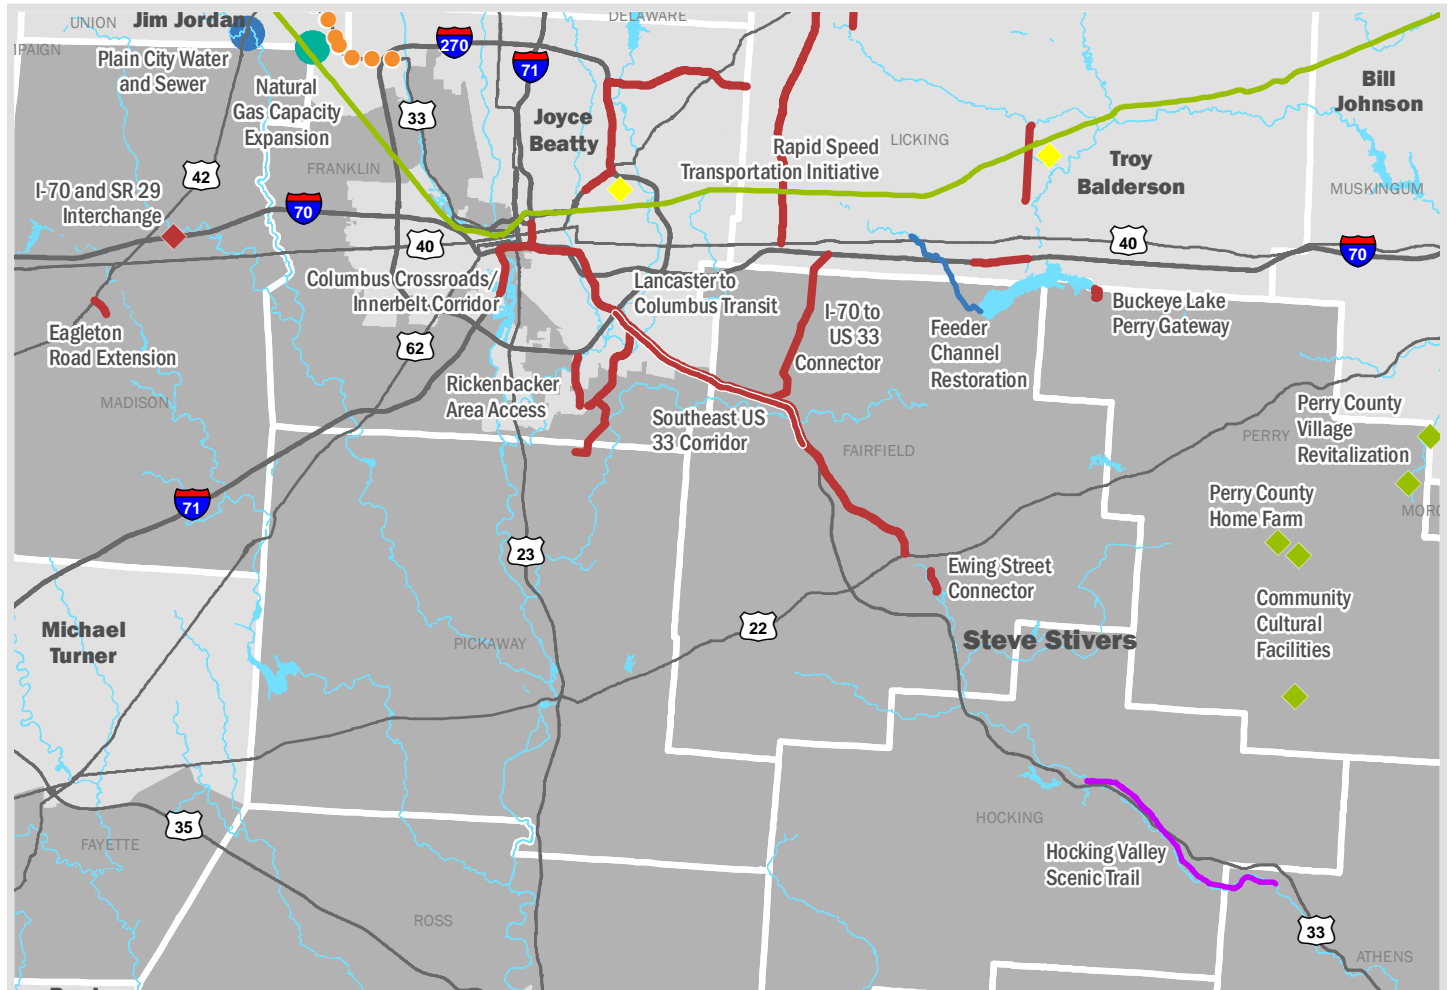 UNION
Jim Jordan
DELAWARE
Plain City Water
and Sewer
270
71
Natural
Gas Capacity
Expansion
33
Joyce
Beatty
Bill
Johnson
LICKING
Rapid Speed
Transportation Initiative
Troy
Balderson
FRANKLIN
42
MUSKINGUM
I-70 and SR 29
Interchange
70
40
40
70
Columbus Crossroads/
Innerbelt Corridor
Lancaster to
Columbus Transit
Buckeye Lake
Perry Gateway
I-70 to
US 33
Connector
Feeder
Channel
Restoration
Eagleton
Road Extension
62
Rickenbacker
Area Access
MADISON
Southeast US
33 Corridor
Perry County
Village
Revitalization
PERRY
FAIRFIELD
Perry County
Home Farm
71
23
Ewing Street
Connector
Community
Cultural
Facilities
Michael
Turner
22
PICKAWAY
Steve Stivers
35
HOCKING
FAYETTE
Hocking Valley
Scenic Trail
ROSS
33
ATHENS